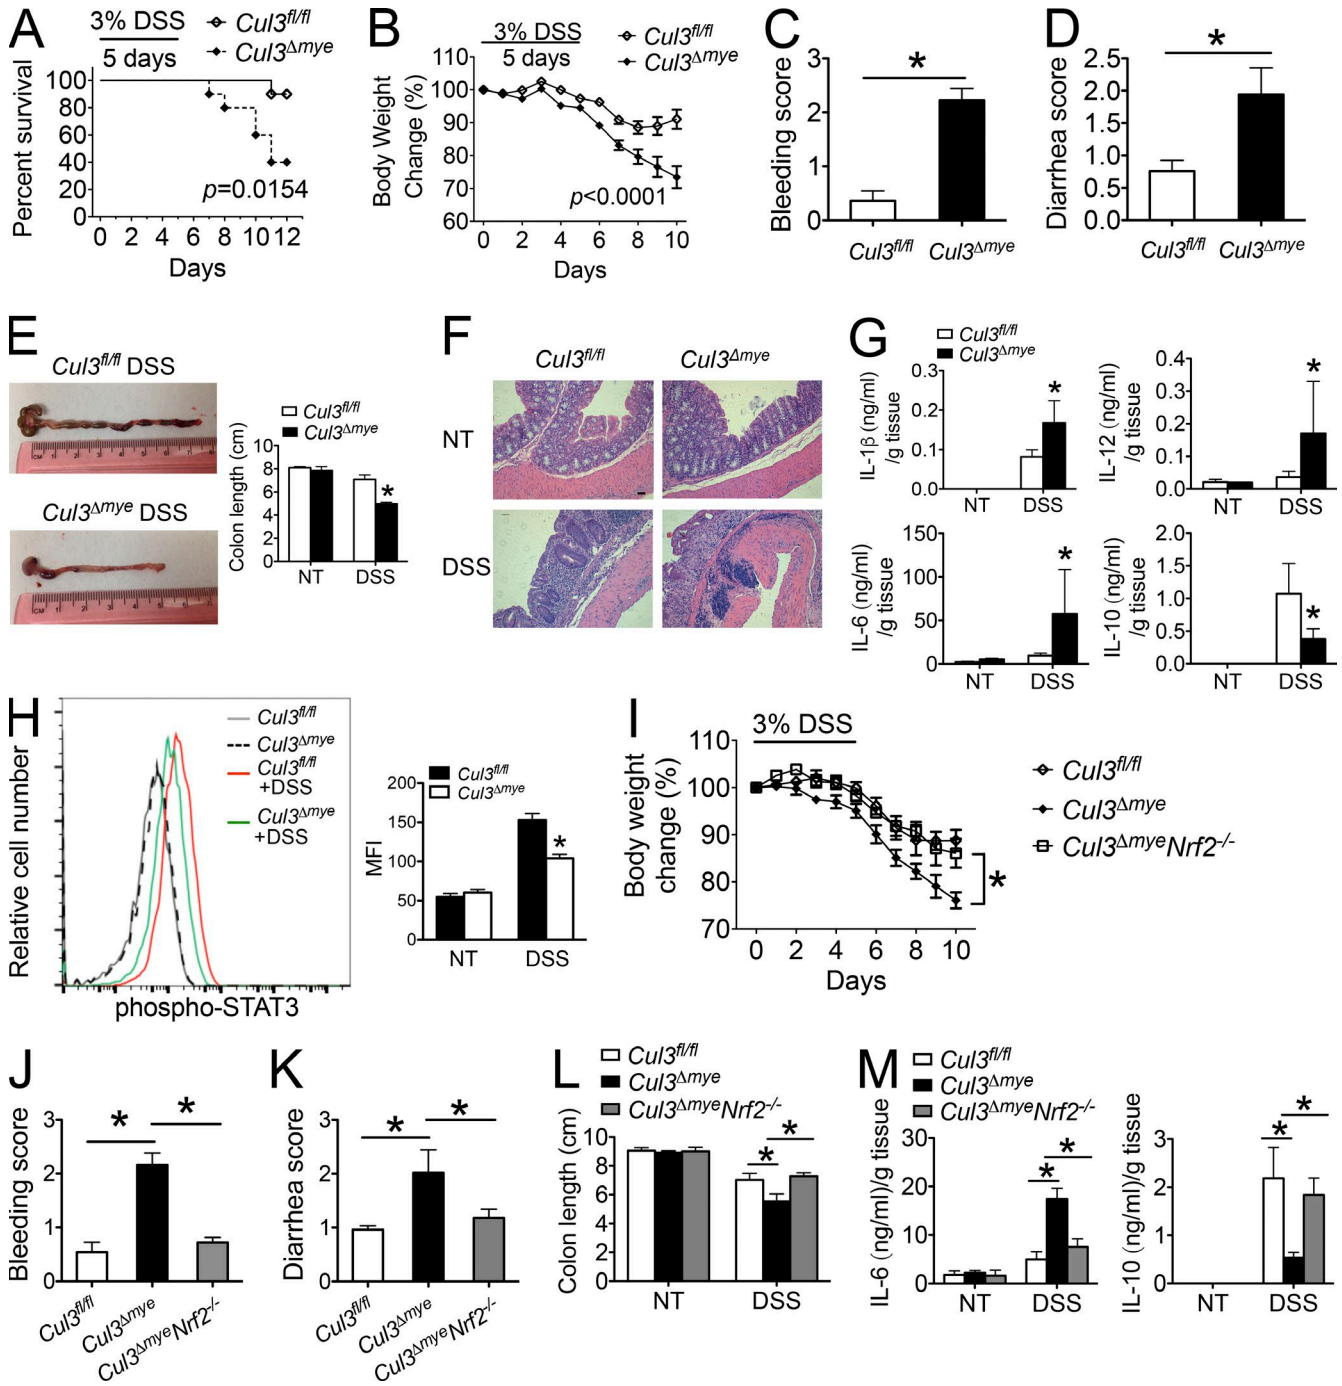 A
3% DSS
5 days
Cul3fl/fl
Cul3Δmye
Percent survival
100
80
60
40
20
0
p=0.0154
0 2 4 6 8 10 12
Days
B
3% DSS
5 days
Cul3fl/fl
Cul3Δmye
Body Weight
Change (%)
110
100
90
80
70
60
p<0.0001
0 2 4 6 8 10
Days
C
Bleeding score
3
2
1
0
*
Cul3fl/fl Cul3Δmye
D
Diarrhea score
2.5
2.0
1.5
1.0
0.5
0.0
*
Cul3fl/fl Cul3Δmye
E
Cul3fl/fl DSS
Cul3Δmye DSS
Cul3fl/fl
Cul3Δmye
Colon length (cm)
10
8
6
4
2
0
*
NT DSS
F
Cul3fl/fl Cul3Δmye
NT
DSS
G
Cul3fl/fl
Cul3Δmye
IL-1β (ng/ml)
/g tissue
0.3
0.2
0.1
0.0
*
NT DSS
IL-12 (ng/ml)
/g tissue
0.4
0.3
0.2
0.1
0.0
*
NT DSS
IL-6 (ng/ml)
/g tissue
150
100
50
0
*
NT DSS
IL-10 (ng/ml)
/g tissue
2.0
1.5
1.0
0.5
0.0
*
NT DSS
H
Relative cell number
Cul3fl/fl
Cul3Δmye
Cul3fl/fl
+DSS
Cul3Δmye
+DSS
phospho-STAT3
Cul3fl/fl
Cul3Δmye
MFI
200
150
100
50
0
*
NT DSS
I
3% DSS
Body weight
change (%)
110
100
90
80
70
*
0 2 4 6 8 10
Days
Cul3fl/fl
Cul3Δmye
Cul3ΔmyeNrf2-/-
J
Bleeding score
3
2
1
0
* *
Cul3fl/fl
Cul3Δmye
Cul3ΔmyeNrf2-/-
K
Diarrhea score
3
2
1
0
* *
Cul3fl/fl
Cul3Δmye
Cul3ΔmyeNrf2-/-
L
Cul3fl/fl
Cul3Δmye
Cul3ΔmyeNrf2-/-
Colon length (cm)
10
8
6
4
2
0
* *
NT DSS
M
Cul3fl/fl
Cul3Δmye
Cul3ΔmyeNrf2-/-
IL-6 (ng/ml)/g tissue
30
20
10
0
* *
NT DSS
IL-10 (ng/ml)/g tissue
3
2
1
0
* *
NT DSS